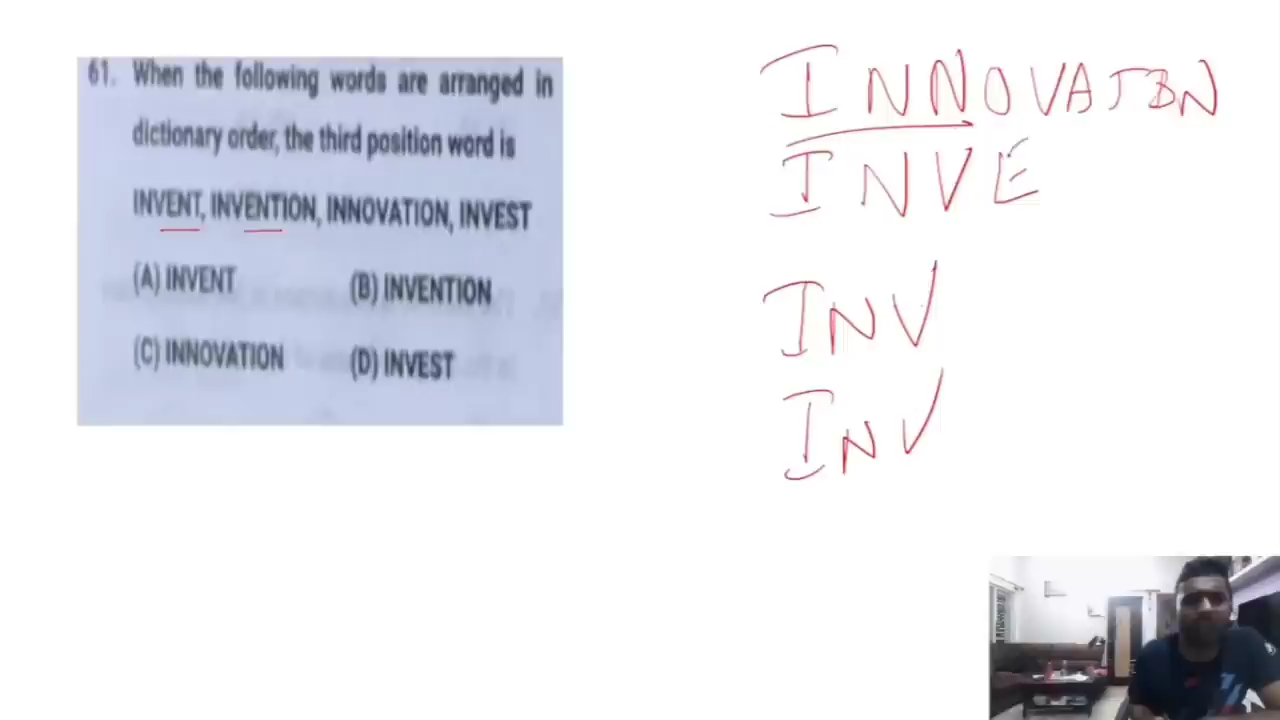 61. When the following words are arranged in
dictionary order, the third position word is
INVENT, INVENTION, INNOVATION, INVEST
(A) INVENT (B) INVENTION
(C) INNOVATION (D) INVEST
INNOVATION
INVE
INV
INV